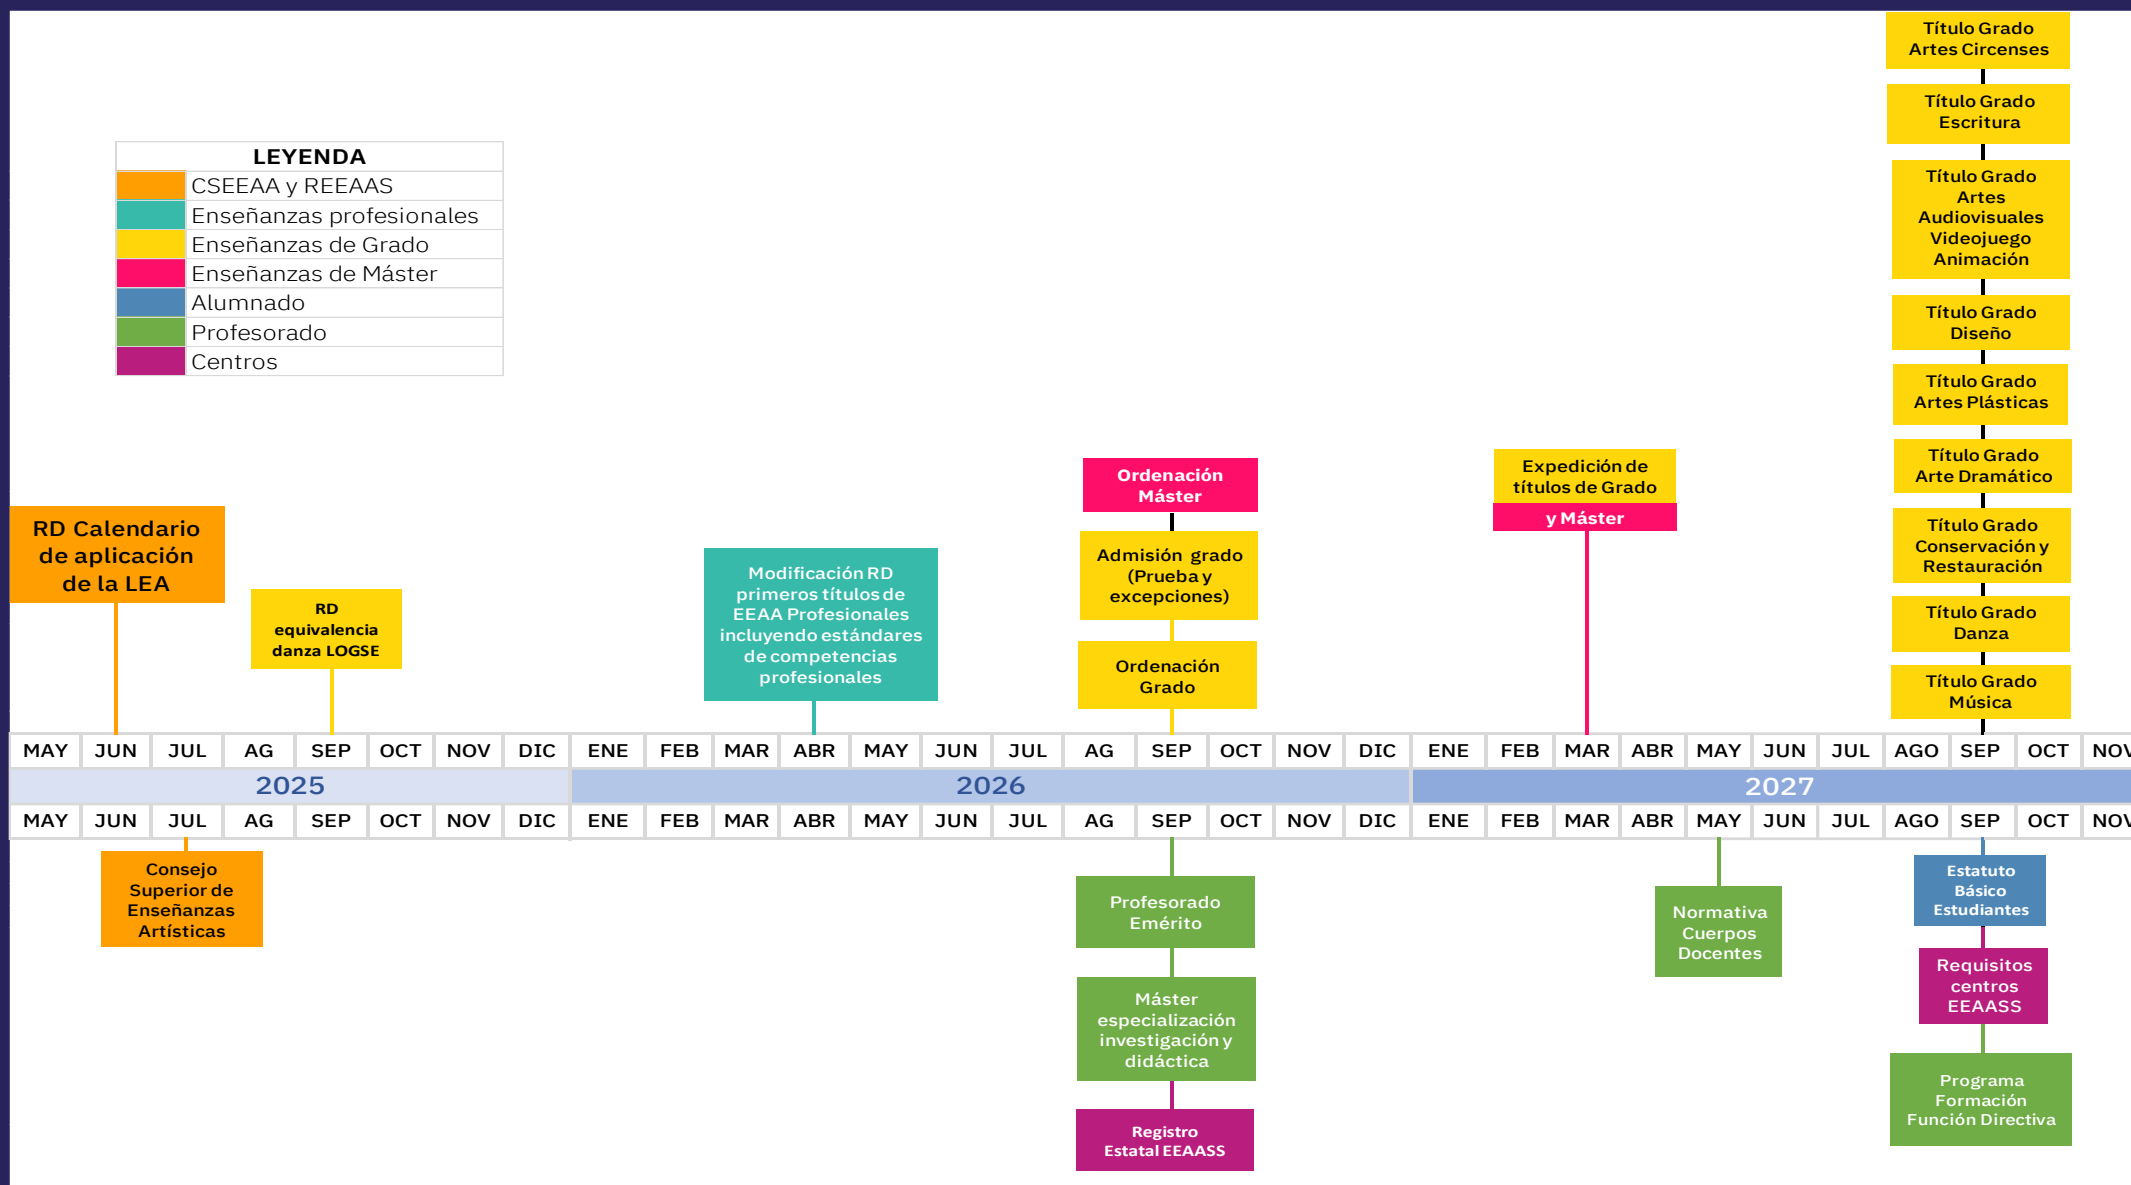 Título Grado
Artes Circenses
Título Grado
Escritura
Título Grado
Artes
Audiovisuales
Videojuego
Animación
Título Grado
Diseño
Título Grado
Artes Plásticas
Título Grado
Arte Dramático
Título Grado
Conservación y
Restauración
Título Grado
Danza
Título Grado
Música
LEYENDA
CSEEAA y REEAAS
Enseñanzas profesionales
Enseñanzas de Grado
Enseñanzas de Máster
Alumnado
Profesorado
Centros
RD Calendario
de aplicación
de la LEA
RD
equivalencia
danza LOGSE
Modificación RD
primeros títulos de
EEAA Profesionales
incluyendo estándares
de competencias
profesionales
Ordenación
Máster
Admisión grado
(Prueba y
excepciones)
Ordenación
Grado
Expedición de
títulos de Grado
y Máster
MAY JUN JUL AG SEP OCT NOV DIC ENE FEB MAR ABR MAY JUN JUL AG SEP OCT NOV DIC ENE FEB MAR ABR MAY JUN JUL AGO SEP OCT NOV
2025 2026 2027
MAY JUN JUL AG SEP OCT NOV DIC ENE FEB MAR ABR MAY JUN JUL AG SEP OCT NOV DIC ENE FEB MAR ABR MAY JUN JUL AGO SEP OCT NOV
Consejo
Superior de
Enseñanzas
Artísticas
Profesorado
Emérito
Máster
especialización
investigación y
didáctica
Registro
Estatal EEAASS
Normativa
Cuerpos
Docentes
Estatuto
Básico
Estudiantes
Requisitos
centros
EEAASS
Programa
Formación
Función Directiva